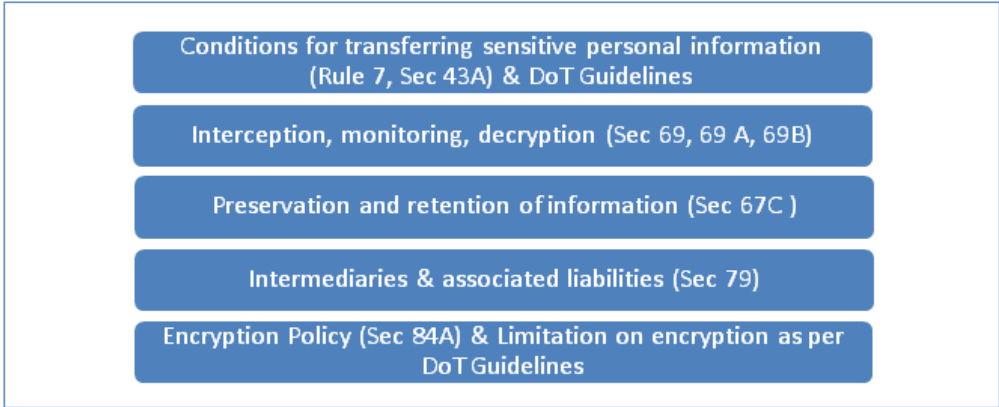 Conditions for transferring sensitive personal information
(Rule 7, Sec 43A) & DoT Guidelines
Interception, monitoring, decryption (Sec 69, 69 A, 69B)
Preservation and retention of information (Sec 67C )
Intermediaries & associated liabilities (Sec 79)
Encryption Policy (Sec 84A) & Limitation on encryption as per
DoT Guidelines